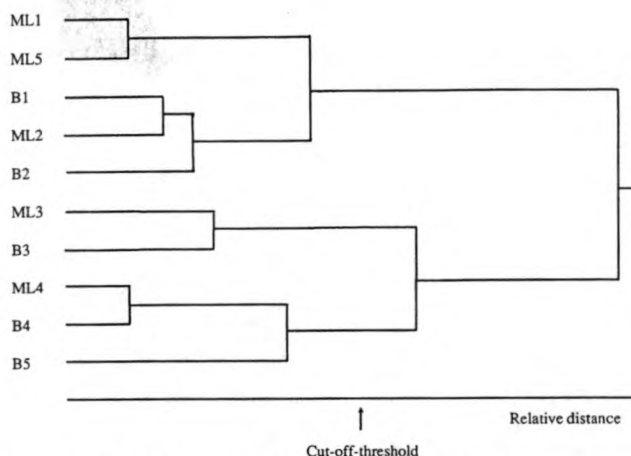 ML1
ML5
B1
ML2
B2
ML3
B3
ML4
B4
B5
Relative distance
Cut-off-threshold